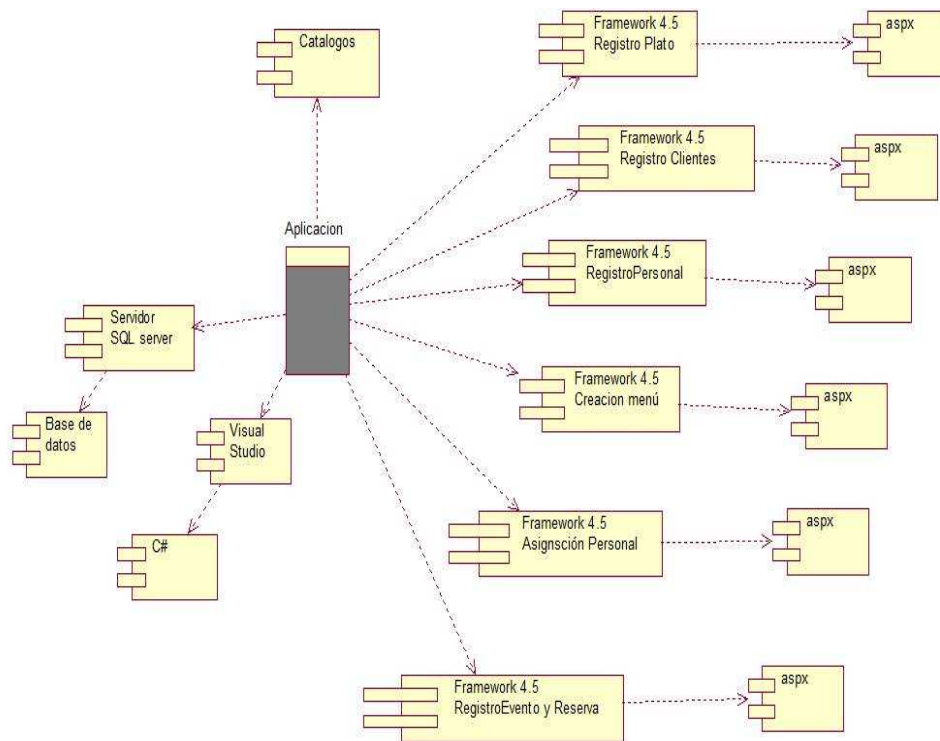 Catalogos
Framework 4.5
Registro Plato
aspx
Framework 4.5
Registro Clientes
aspx
Aplicacion
Framework 4.5
RegistroPersonal
aspx
Servidor
SQL server
Framework 4.5
Creacion menú
aspx
Base de
datos
Visual
Studio
C#
Framework 4.5
Asignsción Personal
aspx
Framework 4.5
RegistroEvento y Reserva
aspx